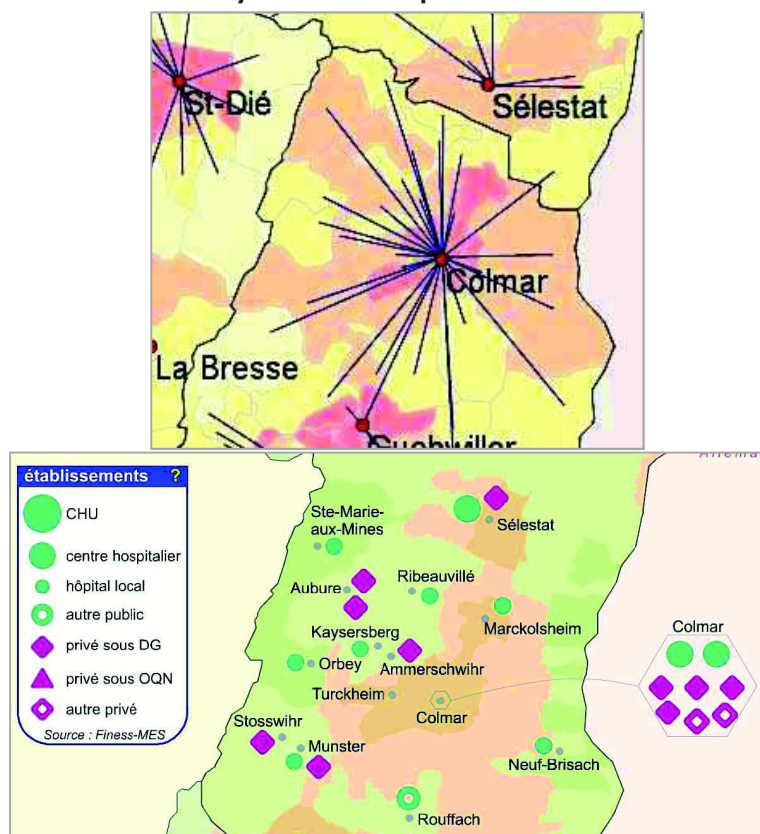 St-Dié
Sélestat
Colmar
La Bresse
Guebwiller
établissements ?
CHU
centre hospitalier
hôpital local
autre public
privé sous DG
privé sous OQN
autre privé
Source : Finess-MES
Ste-Marie-
aux-Mines
Sélestat
Aubure
Ribeauvillé
Marckolsheim
Kaysersberg
Orbey
Ammerschwihr
Turckheim
Colmar
Colmar
Stosswihr
Munster
Neuf-Brisach
Rouffach